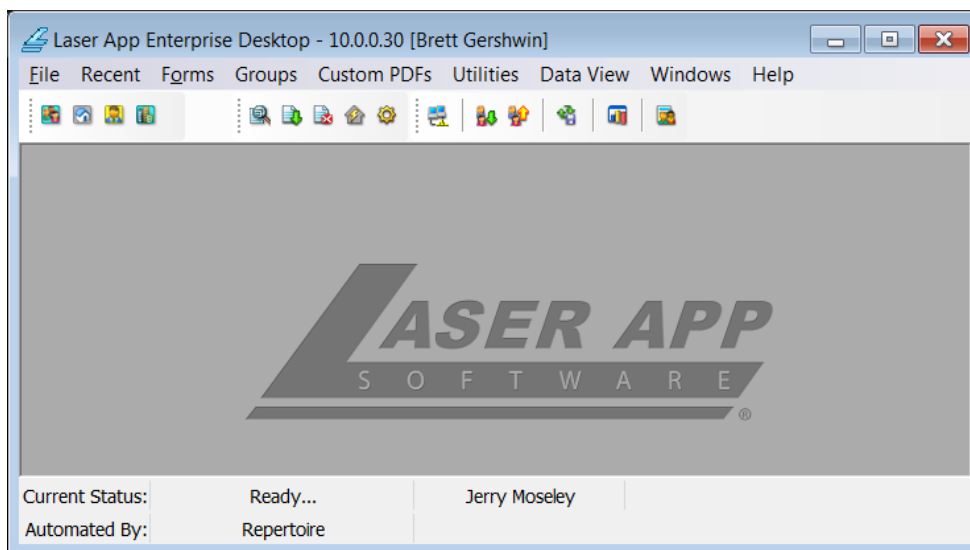 Laser App Enterprise Desktop - 10.0.0.30 [Brett Gershwin]
File Recent Forms Groups Custom PDFs Utilities Data View Windows Help
LASER APP
SOFTWARE
®
Current Status: Ready... Jerry Moseley
Automated By: Repertoire